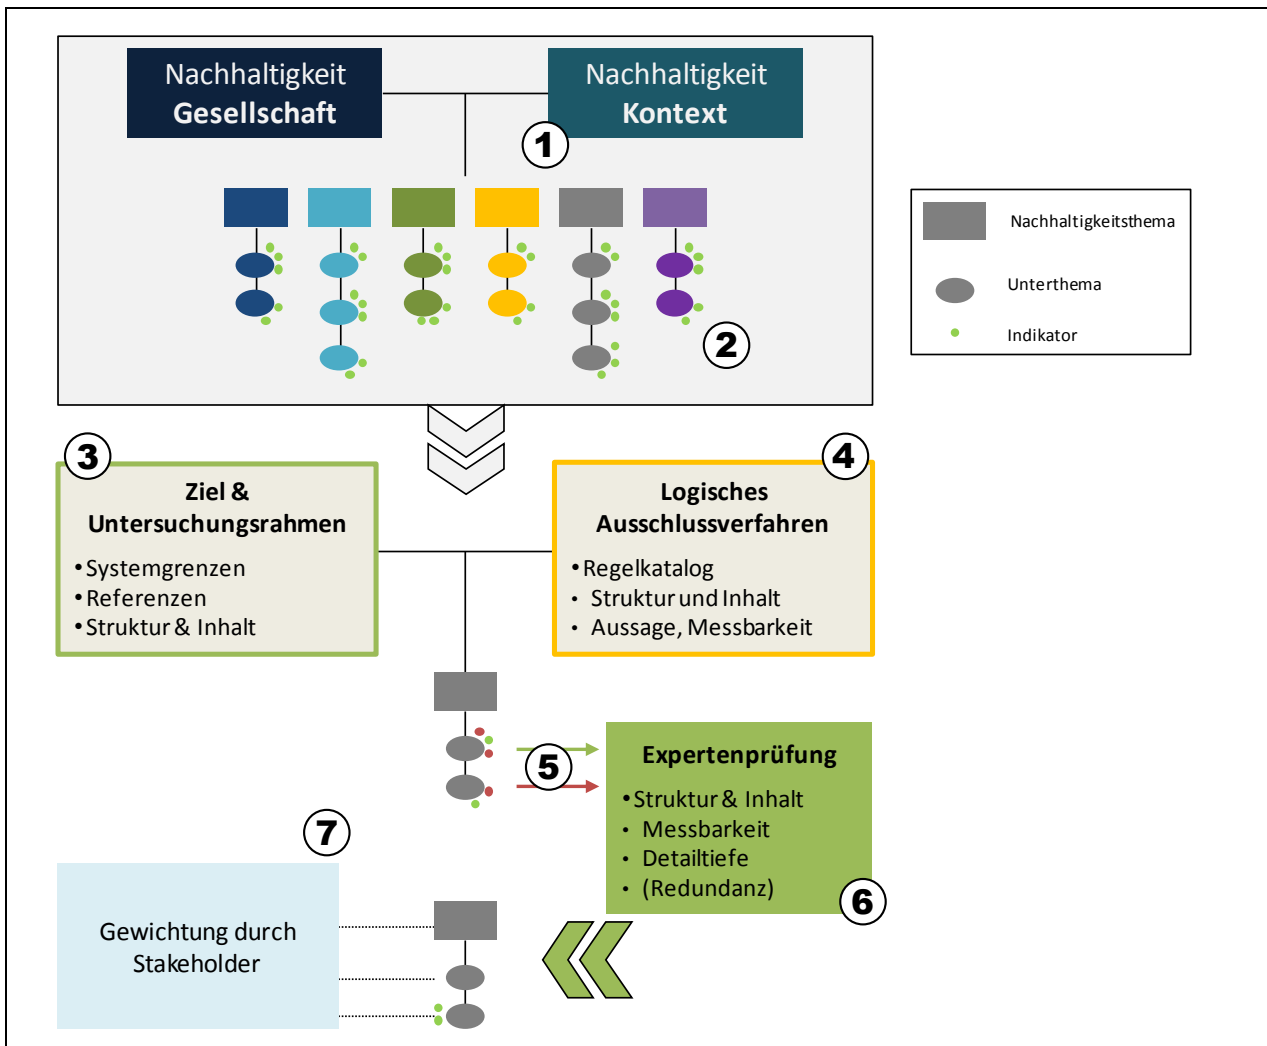 Nachhaltigkeit
Gesellschaft
Nachhaltigkeit
Kontext
1
2
Nachhaltigkeitsthema
Unterthema
Indikator
3
Ziel &
Untersuchungsrahmen
•Systemgrenzen
•Referenzen
•Struktur & Inhalt
4
Logisches
Ausschlussverfahren
•Regelkatalog
• Struktur und Inhalt
• Aussage, Messbarkeit
5
Expertenprüfung
•Struktur & Inhalt
• Messbarkeit
• Detailtiefe
• (Redundanz)
6
7
Gewichtung durch
Stakeholder